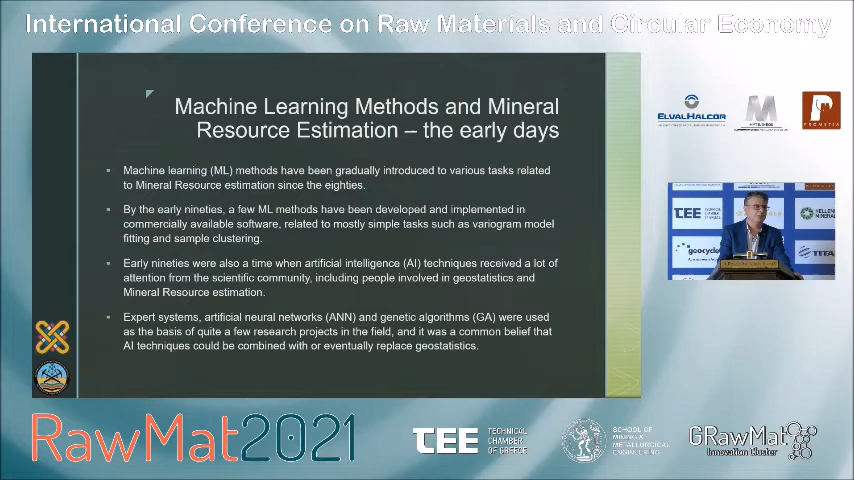 International Conference on Raw Materials and Circular Economy
Machine Learning Methods and Mineral
Resource Estimation – the early days
▪ Machine learning (ML) methods have been gradually introduced to various tasks related
to Mineral Resource estimation since the eighties.
▪ By the early nineties, a few ML methods have been developed and implemented in
commercially available software, related to mostly simple tasks such as variogram model
fitting and sample clustering.
▪ Early nineties were also a time when artificial intelligence (AI) techniques received a lot of
attention from the scientific community, including people involved in geostatistics and
Mineral Resource estimation.
▪ Expert systems, artificial neural networks (ANN) and genetic algorithms (GA) were used
as the basis of quite a few research projects in the field, and it was a common belief that
AI techniques could be combined with or eventually replace geostatistics.
ELVALHALCOR
MYTILINEOS
PROMETIA
TEE
HELLENIC
MINERAL
geocycle
TITA
RawMat2021
TEE TECHNICAL
CHAMBER
OF GREECE
SCHOOL OF
MINING &
METALLURGICAL
ENGINEERING
GRawMat
Innovation Cluster